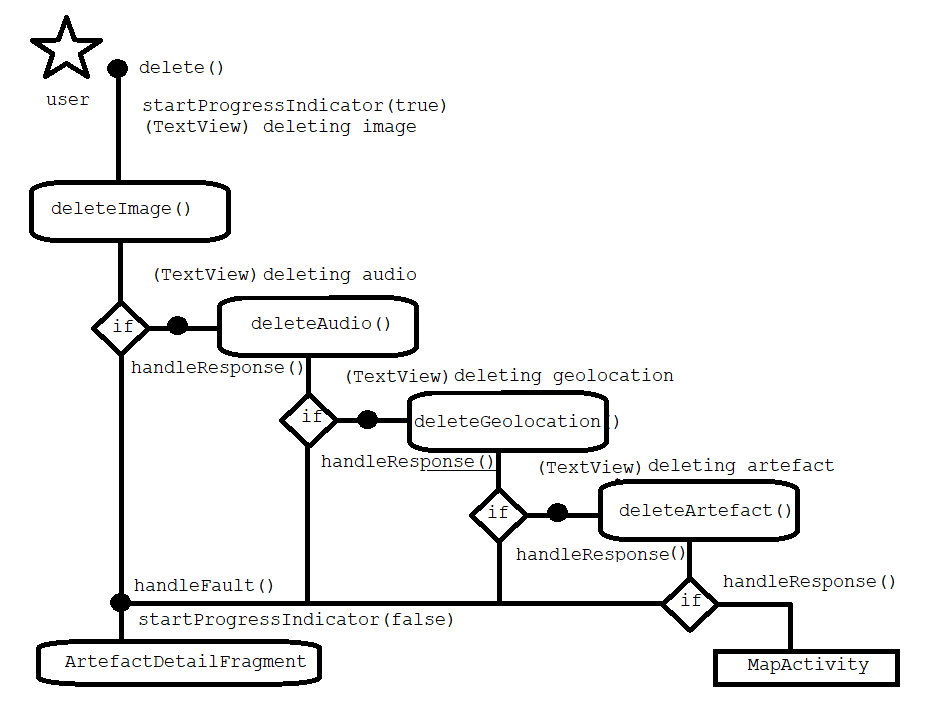 delete()
user
startProgressIndicator(true)
(TextView) deleting image
deleteImage()
(TextView) deleting audio
if
deleteAudio()
handleResponse()
(TextView) deleting geolocation
if
deleteGeolocation()
handleResponse()
(TextView) deleting artefact
if
deleteArtefact()
handleResponse()
handleFault()
handleResponse()
if
startProgressIndicator(false)
ArtefactDetailFragment
MapActivity